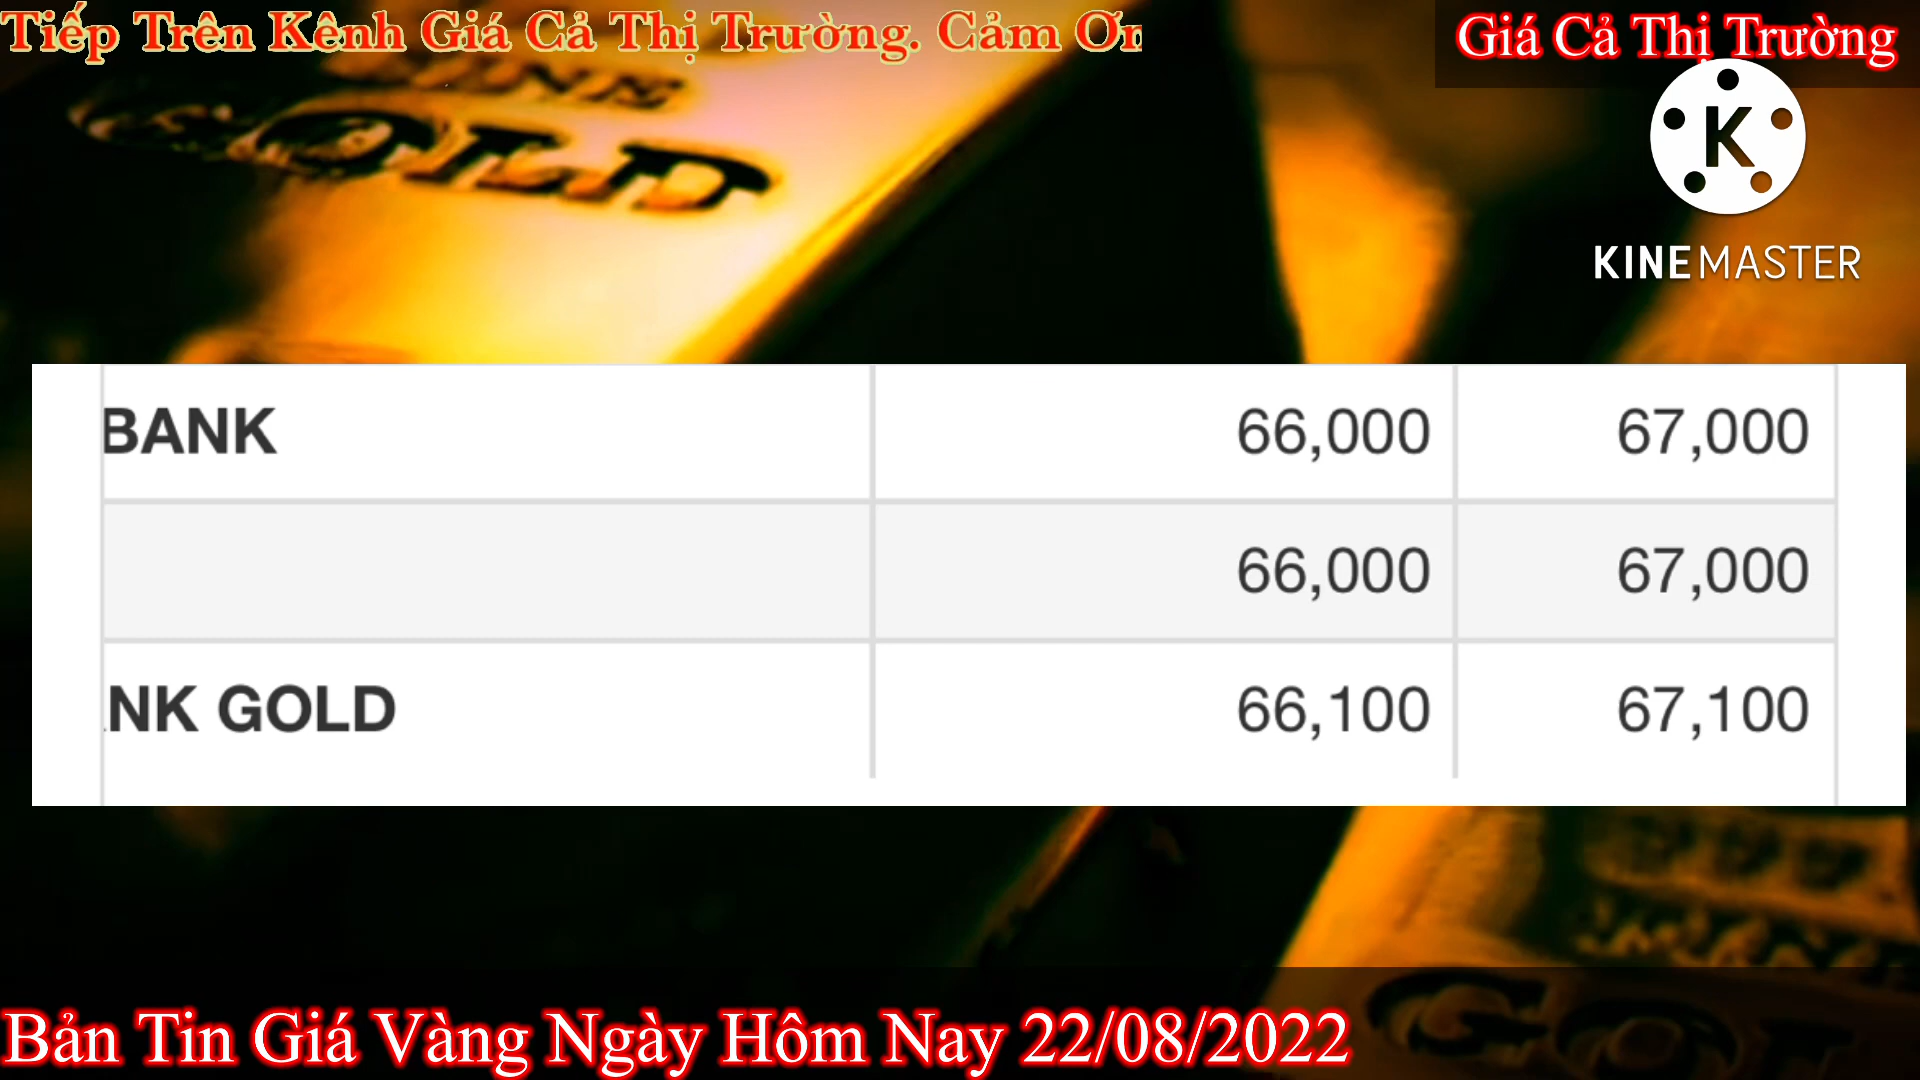 Tiếp Trên Kênh Giá Cả Thị Trường. Cảm Ơn
Giá Cả Thị Trường
FINE
GOLD
K
KINEMASTER
BANK 66,000 67,000
66,000 67,000
NK GOLD 66,100 67,100
Bản Tin Giá Vàng Ngày Hôm Nay 22/08/2022